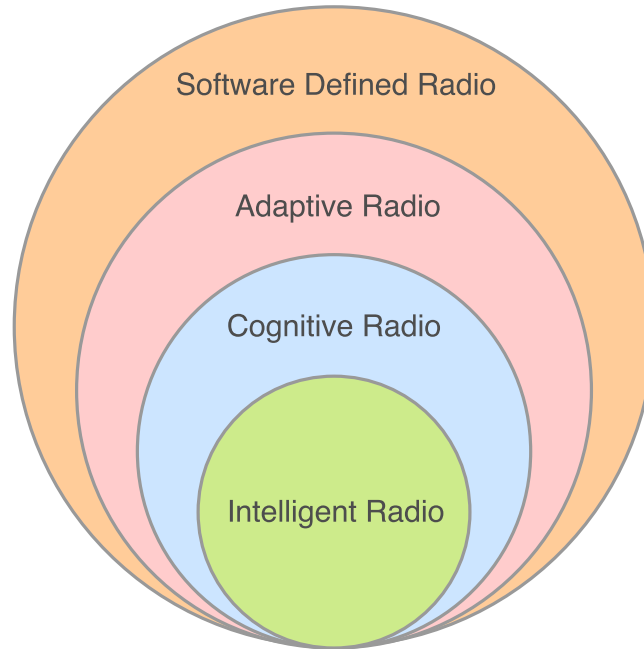 Software Defined Radio
Adaptive Radio
Cognitive Radio
Intelligent Radio